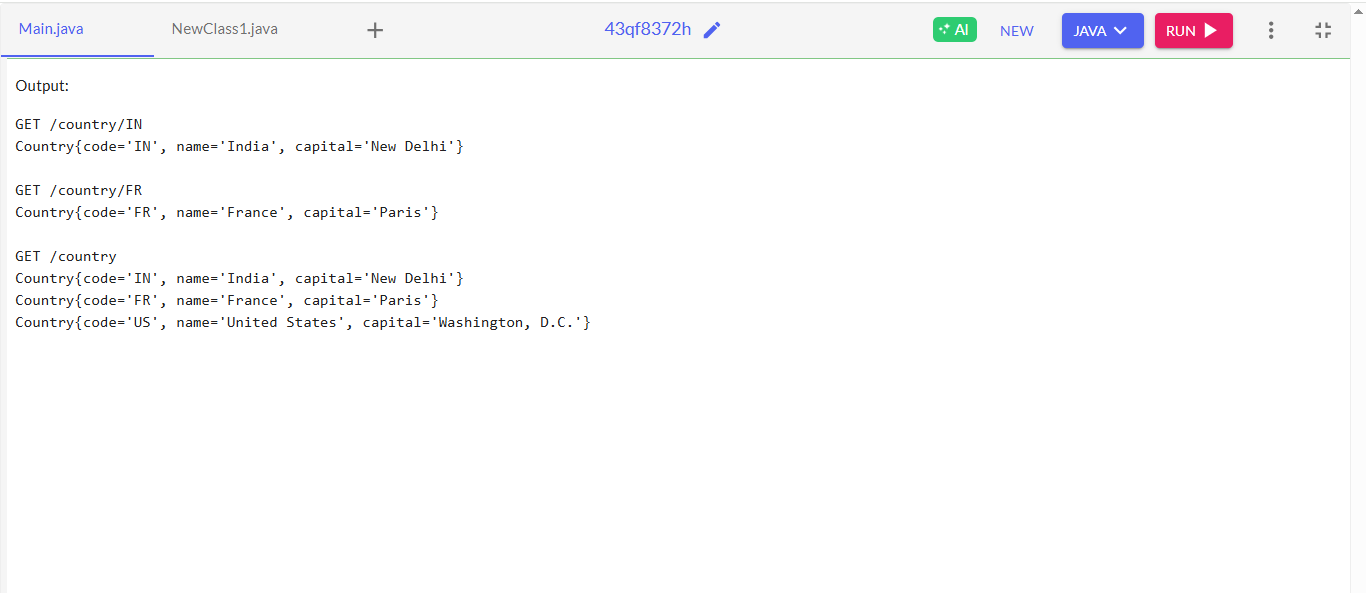 Main.java NewClass1.java + 43qf8372h AI NEW JAVA RUN
Output:
GET /country/IN
Country{code='IN', name='India', capital='New Delhi'}
GET /country/FR
Country{code='FR', name='France', capital='Paris'}
GET /country
Country{code='IN', name='India', capital='New Delhi'}
Country{code='FR', name='France', capital='Paris'}
Country{code='US', name='United States', capital='Washington, D.C.'}